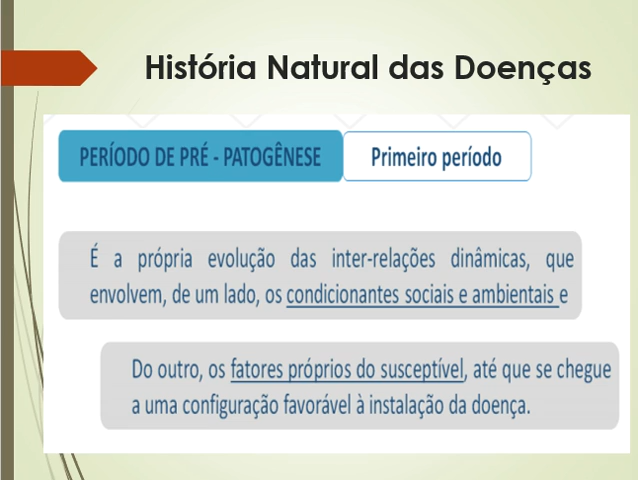 História Natural das Doenças
PERÍODO DE PRÉ - PATOGÊNESE
Primeiro período
É a própria evolução das inter-relações dinâmicas, que
envolvem, de um lado, os condicionantes sociais e ambientais e
Do outro, os fatores próprios do susceptível, até que se chegue
a uma configuração favorável à instalação da doença.